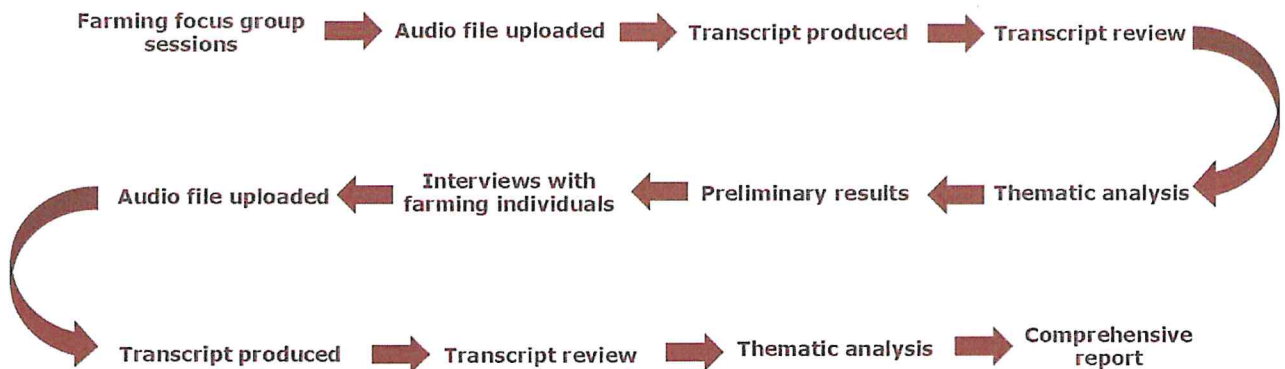 Farming focus group
sessions
Audio file uploaded
Transcript produced
Transcript review
Thematic analysis
Preliminary results
Interviews with
farming individuals
Audio file uploaded
Transcript produced
Transcript review
Thematic analysis
Comprehensive
report